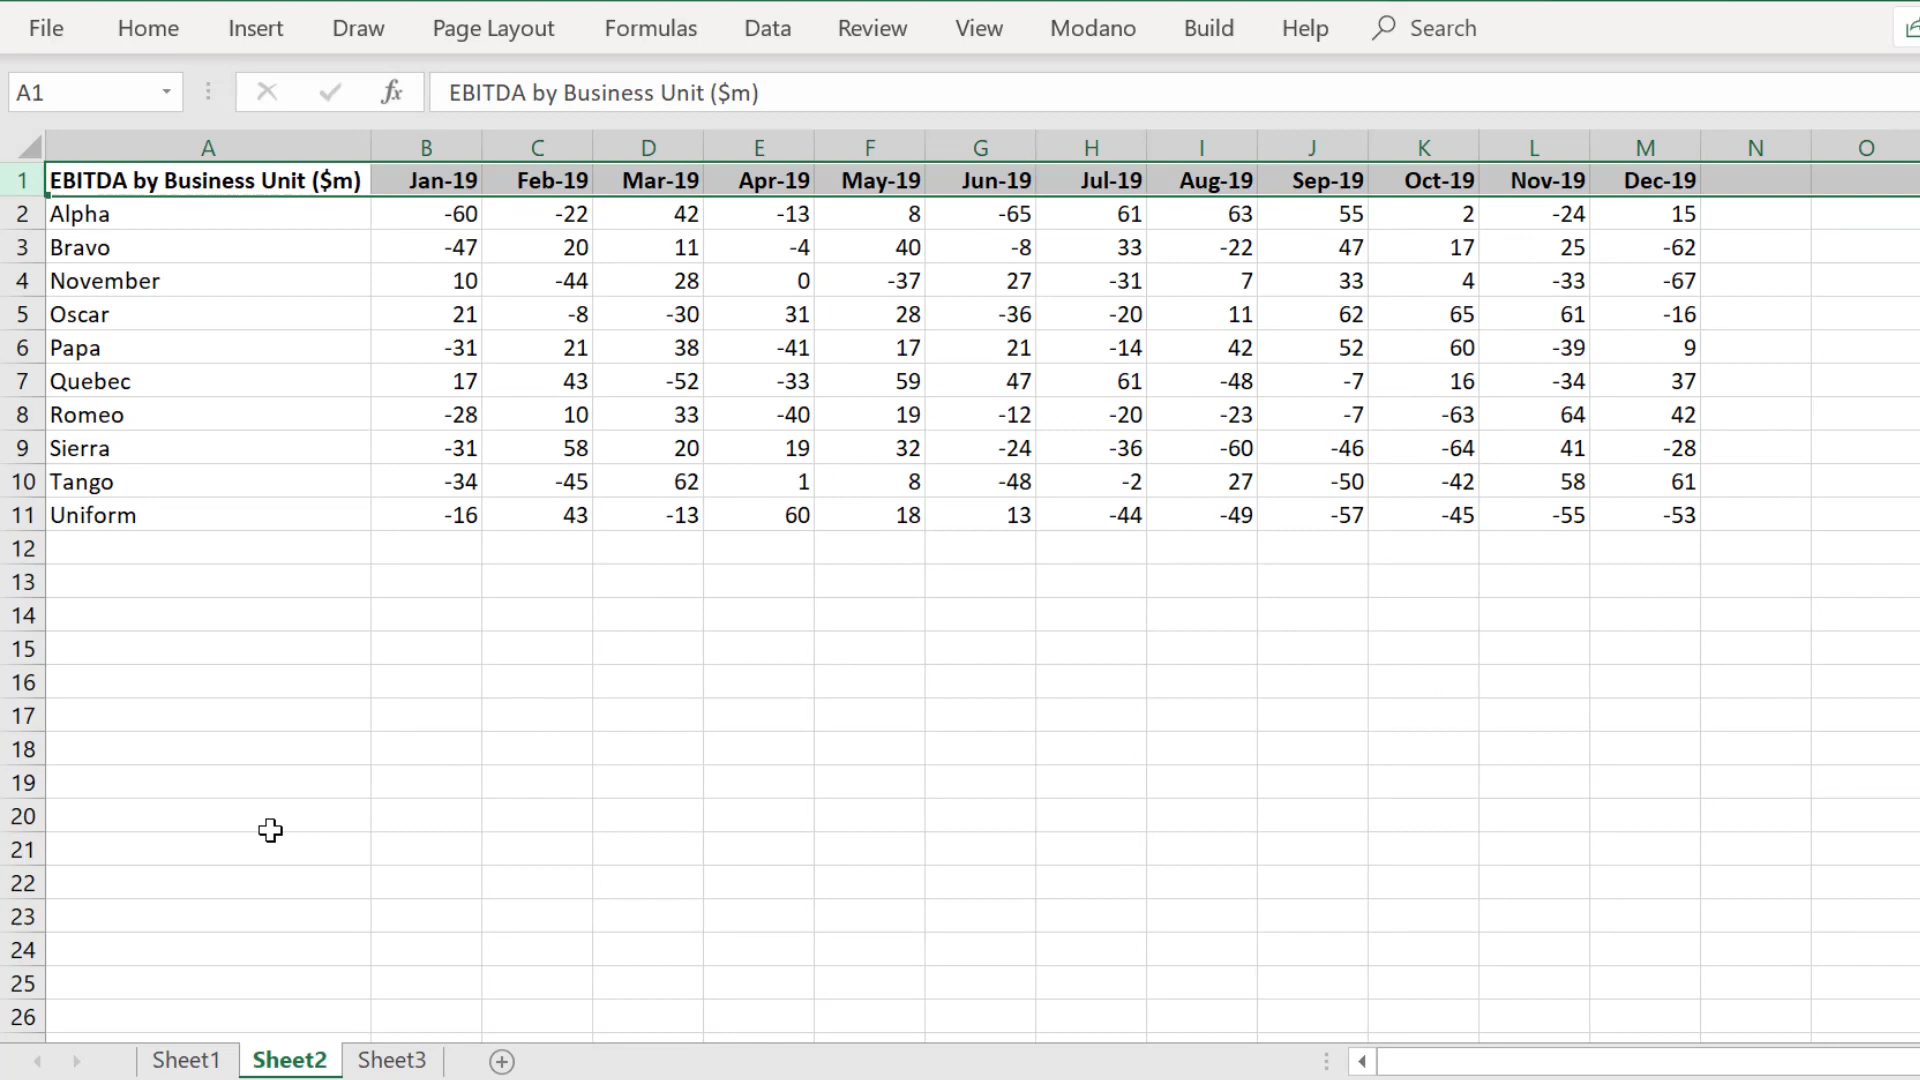 File Home Insert Draw Page Layout Formulas Data Review View Modano Build Help Search
A1 fx EBITDA by Business Unit ($m)
A B C D E F G H I J K L M N O
1 EBITDA by Business Unit ($m) Jan-19 Feb-19 Mar-19 Apr-19 May-19 Jun-19 Jul-19 Aug-19 Sep-19 Oct-19 Nov-19 Dec-19
2 Alpha -60 -22 42 -13 8 -65 61 63 55 2 -24 15
3 Bravo -47 20 11 -4 40 -8 33 -22 47 17 25 -62
4 November 10 -44 28 0 -37 27 -31 7 33 4 -33 -67
5 Oscar 21 -8 -30 31 28 -36 -20 11 62 65 61 -16
6 Papa -31 21 38 -41 17 21 -14 42 52 60 -39 9
7 Quebec 17 43 -52 -33 59 47 61 -48 -7 16 -34 37
8 Romeo -28 10 33 -40 19 -12 -20 -23 -7 -63 64 42
9 Sierra -31 58 20 19 32 -24 -36 -60 -46 -64 41 -28
10 Tango -34 -45 62 1 8 -48 -2 27 -50 -42 58 61
11 Uniform -16 43 -13 60 18 13 -44 -49 -57 -45 -55 -53
12
13
14
15
16
17
18
19
20
21
22
23
24
25
26
Sheet1 Sheet2 Sheet3